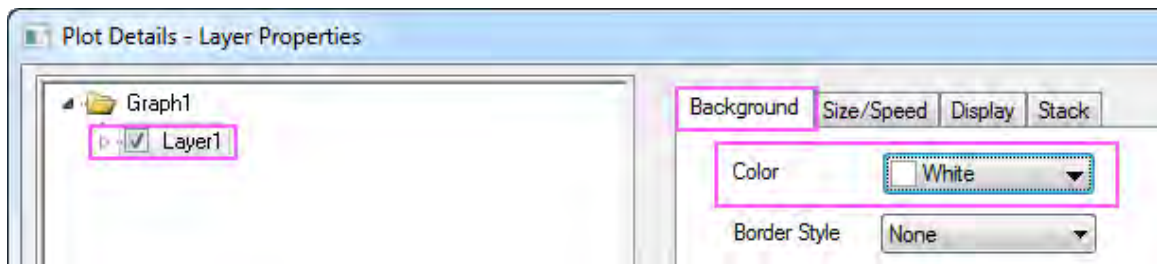 Plot Details - Layer Properties
Graph1
Layer1
Background Size/Speed Display Stack
Color White
Border Style None